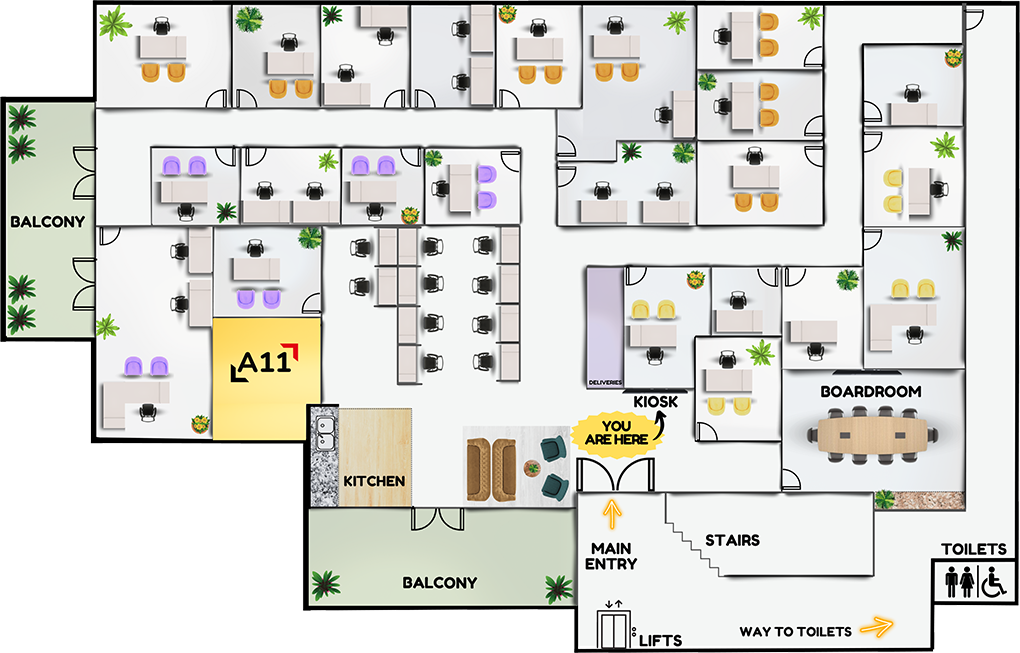 BALCONY
A11
DELIVERIES
KIOSK
YOU
ARE HERE
BOARDROOM
KITCHEN
MAIN
ENTRY
STAIRS
TOILETS
BALCONY
LIFTS
WAY TO TOILETS